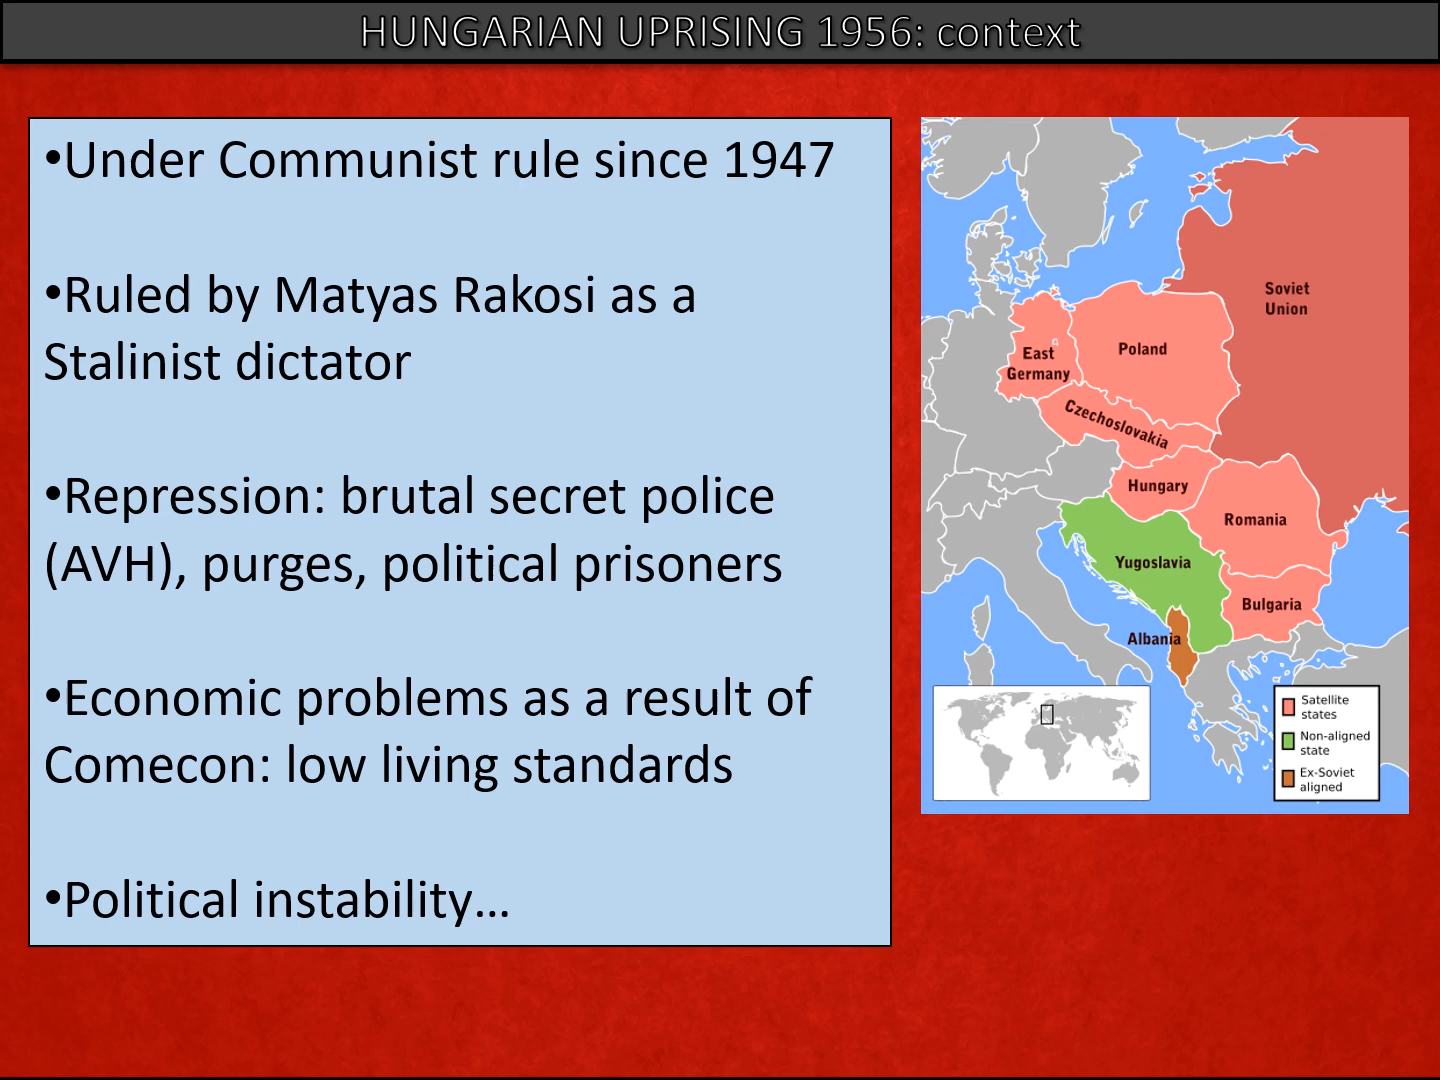 HUNGARIAN UPRISING 1956: context
•Under Communist rule since 1947
•Ruled by Matyas Rakosi as a
Stalinist dictator
•Repression: brutal secret police
(AVH), purges, political prisoners
•Economic problems as a result of
Comecon: low living standards
•Political instability…
Soviet
Union
Poland
East
Germany
Czechoslovakia
Hungary
Romania
Yugoslavia
Bulgaria
Albania
Satellite
states
Non-aligned
state
Ex-Soviet
aligned